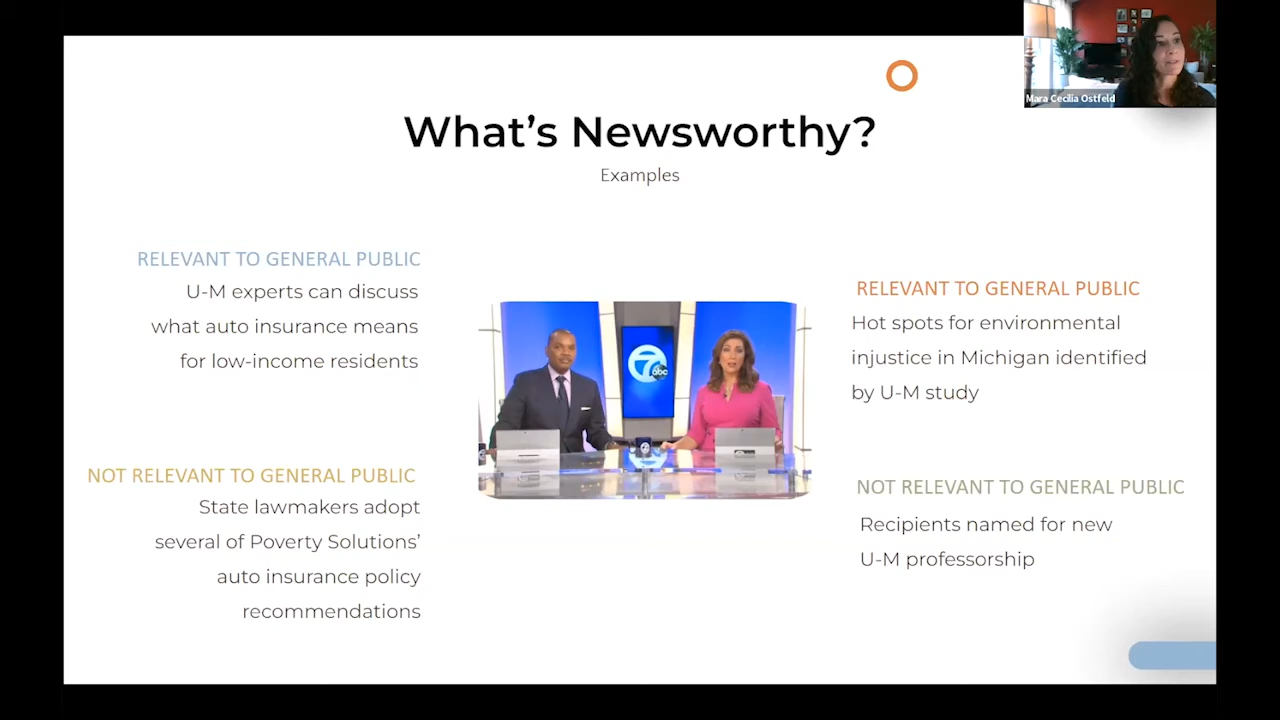 Mara Cecilia Ostfeld
What's Newsworthy?
Examples
RELEVANT TO GENERAL PUBLIC
U-M experts can discuss
what auto insurance means
for low-income residents
NOT RELEVANT TO GENERAL PUBLIC
State lawmakers adopt
several of Poverty Solutions'
auto insurance policy
recommendations
7
abc
RELEVANT TO GENERAL PUBLIC
Hot spots for environmental
injustice in Michigan identified
by U-M study
NOT RELEVANT TO GENERAL PUBLIC
Recipients named for new
U-M professorship